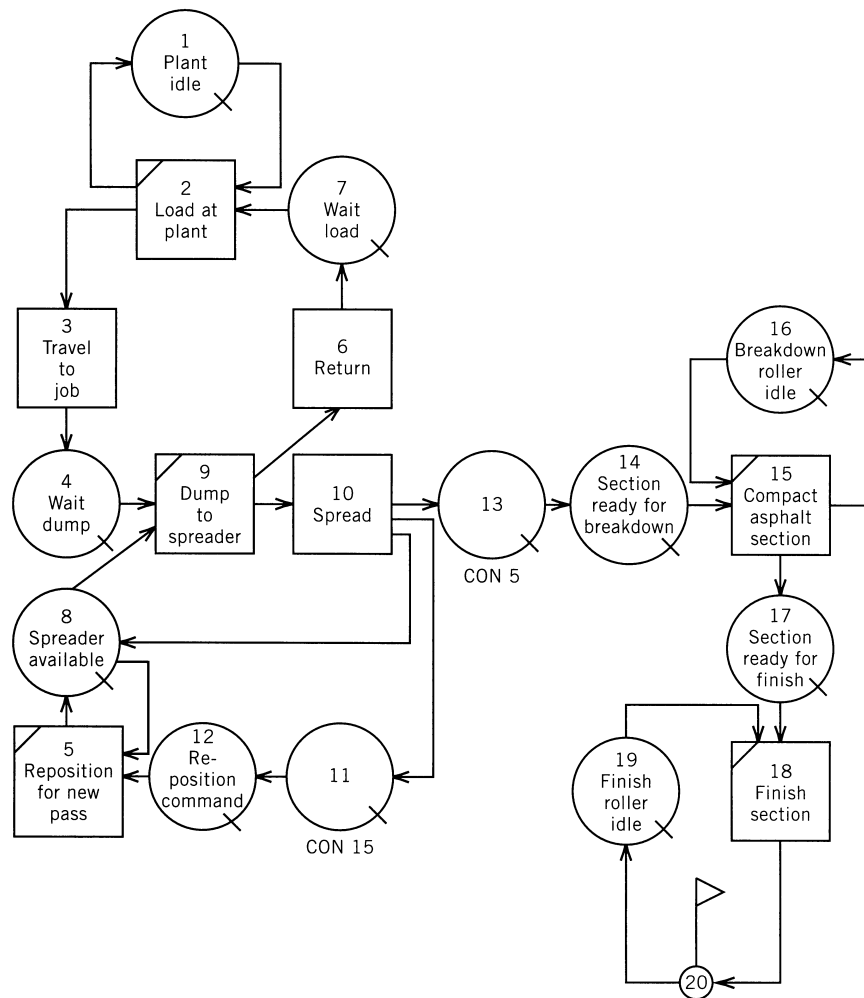 1
Plant
idle
2
Load at
plant
7
Wait
load
3
Travel
to
job
6
Return
16
Breakdown
roller
idle
4
Wait
dump
9
Dump
to
spreader
10
Spread
13
CON 5
14
Section
ready for
breakdown
15
Compact
asphalt
section
8
Spreader
available
17
Section
ready for
finish
5
Reposition
for new
pass
12
Re-
position
command
11
CON 15
19
Finish
roller
idle
18
Finish
section
20